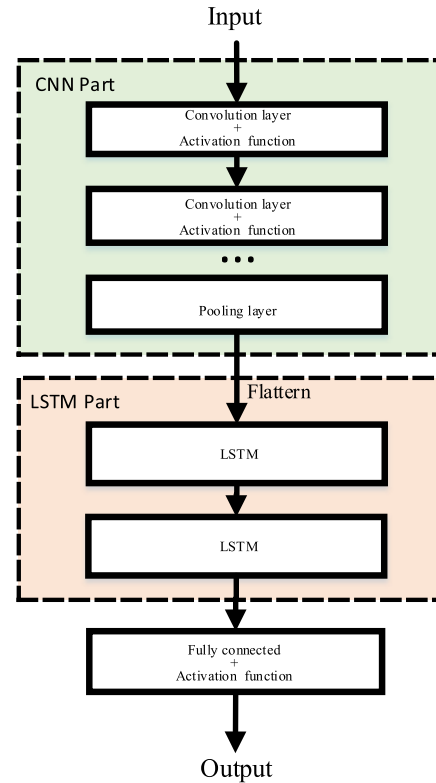 Input
CNN Part
Convolution layer
+
Activation function
Convolution layer
+
Activation function
...
Pooling layer
Flattern
LSTM Part
LSTM
LSTM
Fully connected
+
Activation function
Output